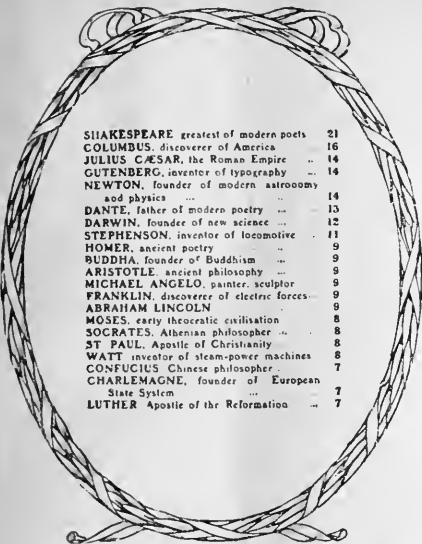 SHAKESPEARE greatest of modern poets 21
COLUMBUS, discoverer of America 16
JULIUS CÆSAR, the Roman Empire .. 14
GUTENBERG, inventor of typography ... 14
NEWTON, founder of modern astronomy
and physics ... .. 14
DANTE, father of modern poetry ... 13
DARWIN, founder of new science ... 12
STEPHENSON, inventor of locomotive . 11
HOMER, ancient poetry .. 9
BUDDHA, founder of Buddhism ... 9
ARISTOTLE, ancient philosophy ... 9
MICHAEL ANGELO, painter, sculptor 9
FRANKLIN, discoverer of electric forces 9
ABRAHAM LINCOLN . 9
MOSES, early theocratic civilisation 8
SOCRATES, Athenian philosopher ... . 8
ST PAUL, Apostle of Christianity 8
WATT inventor of steam-power machines 8
CONFUCIUS Chinese philosopher . . 7
CHARLEMAGNE, founder of European
State System ... .. 7
LUTHER Apostle of the Reformation ... 7